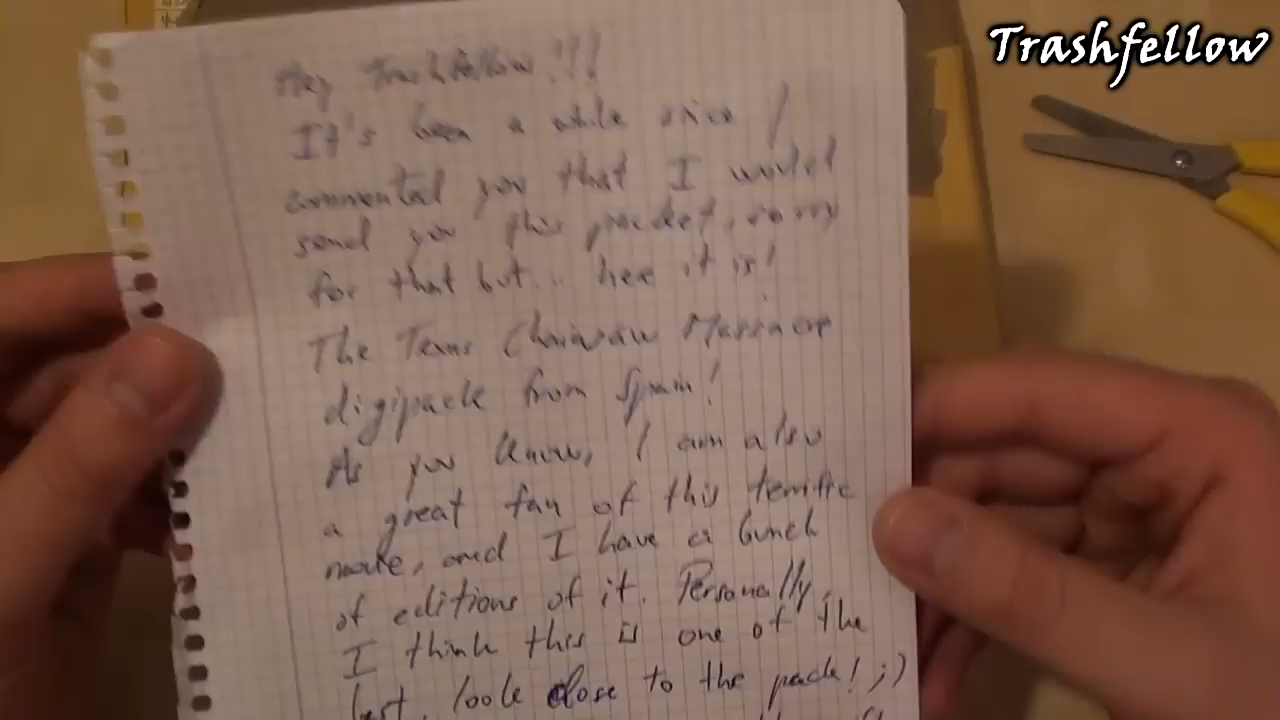 Trashfellow
Hey Trashfellow!!!
It's been a while since I
commented you that I would
send you this packet, sorry
for that but... here it is!
The Texas Chainsaw Massacre
digipack from Spain!
As you know, I am also
a great fan of this terrific
movie, and I have a bunch
of editions of it. Personally,
I think this is one of the
best, look close to the pack! ;)